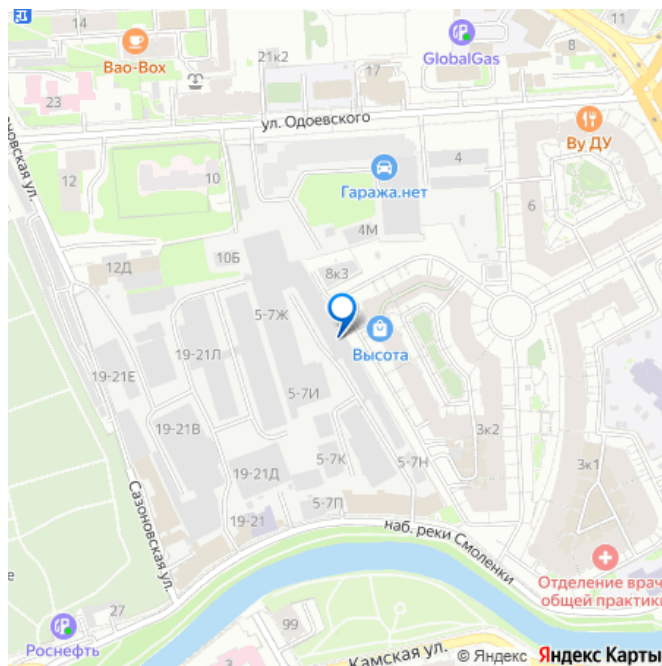 14
11
Bao-Box
21к2
GlobalGas
8
17
23
ул. Одоевского
Ву ДУ
4
12
10
Гаража.нет
6
4М
10Б
12Д
8к3
5-7Ж
Высота
19-21Л
19-21Е
5-7И
19-21В
3к2
5-7К
5-7Н
3к1
19-21Д
5-7П
19-21
наб. реки Смоленки
Сазоновская ул.
Отделение врач
общей практики
27
99
Роснефть
3
Камская ул.
© Яндекс Яндекс Карты